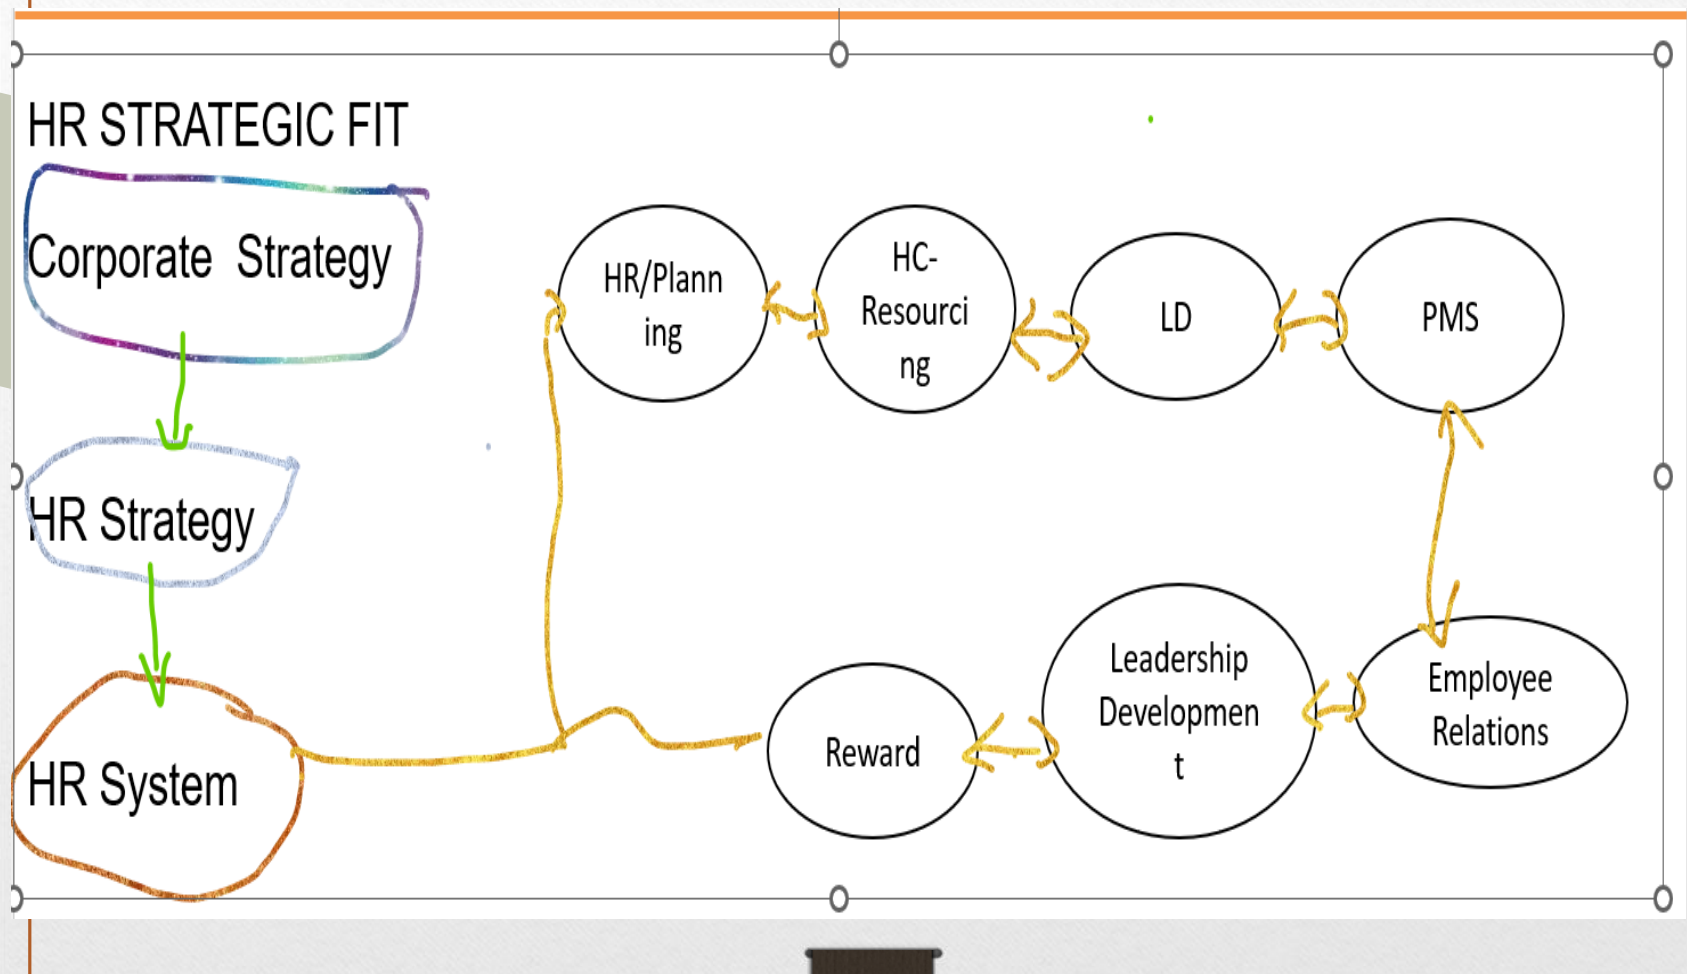 HR STRATEGIC FIT
Corporate Strategy
HR Strategy
HR System
HR/Plann
ing
HC-
Resourci
ng
LD
PMS
Reward
Leadership
Developmen
t
Employee
Relations